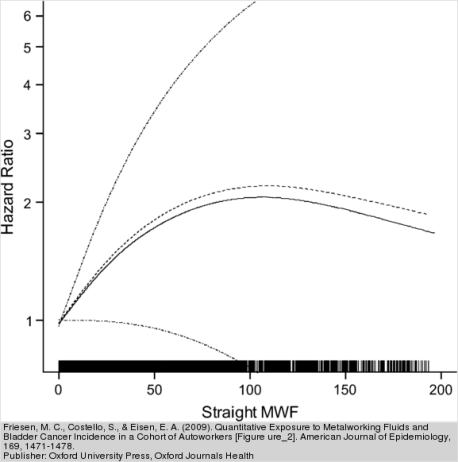 6
5
4
3
2
1
Hazard Ratio
0 50 100 150 200
Straight MWF
Friesen, M. C., Costello, S., & Eisen, E. A. (2009). Quantitative Exposure to Metalworking Fluids and
Bladder Cancer Incidence in a Cohort of Autoworkers [Figure ure_2]. American Journal of Epidemiology,
169, 1471-1478.
Publisher: Oxford University Press, Oxford Journals Health